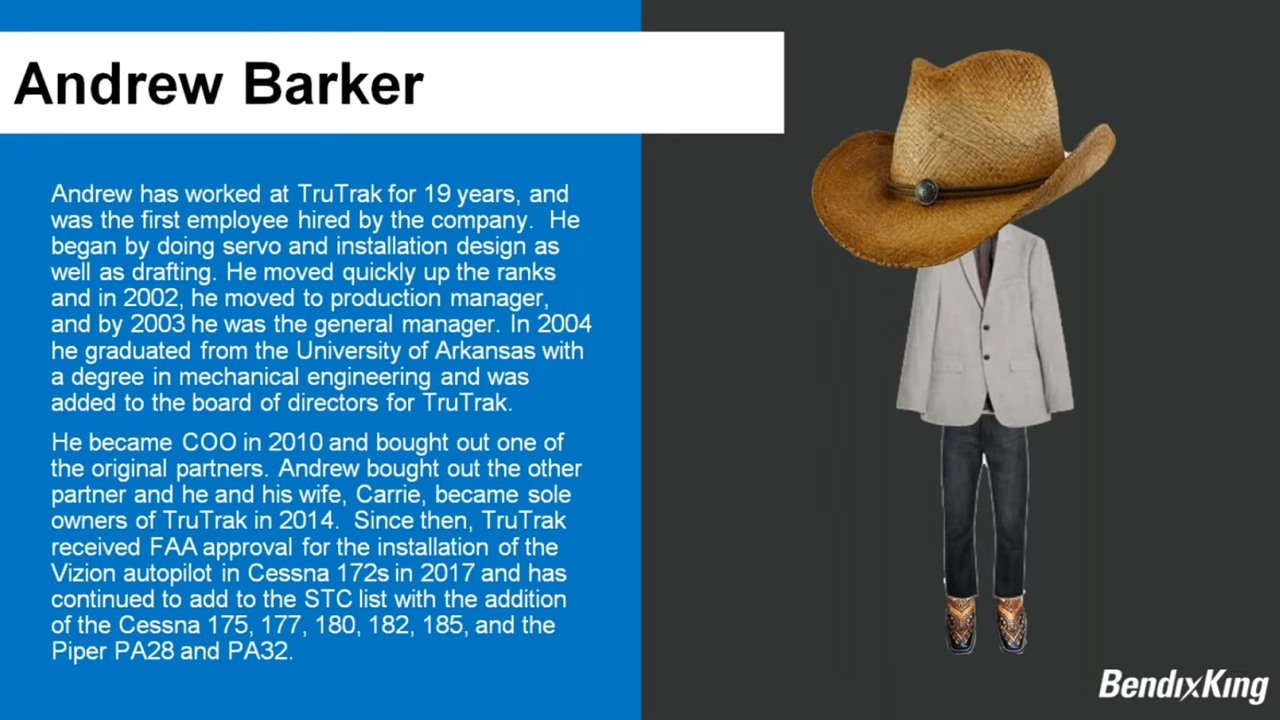 Andrew Barker
Andrew has worked at TruTrak for 19 years, and
was the first employee hired by the company.  He
began by doing servo and installation design as
well as drafting. He moved quickly up the ranks
and in 2002, he moved to production manager,
and by 2003 he was the general manager. In 2004
he graduated from the University of Arkansas with
a degree in mechanical engineering and was
added to the board of directors for TruTrak.
He became COO in 2010 and bought out one of
the original partners. Andrew bought out the other
partner and he and his wife, Carrie, became sole
owners of TruTrak in 2014.  Since then, TruTrak
received FAA approval for the installation of the
Vizion autopilot in Cessna 172s in 2017 and has
continued to add to the STC list with the addition
of the Cessna 175, 177, 180, 182, 185, and the
Piper PA28 and PA32.
BendixKing